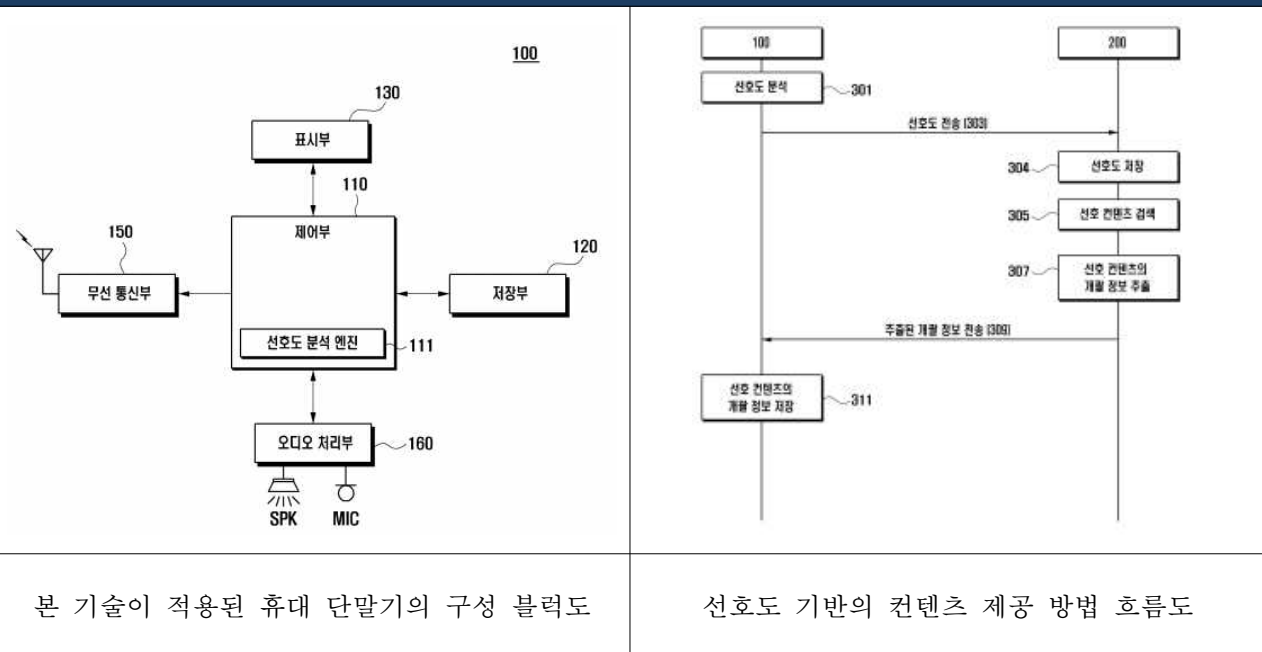 100
130
표시부
110
제어부
150
무선 통신부
120
저장부
선호도 분석 엔진
111
오디오 처리부
160
SPK
MIC
100
200
선호도 분석
301
선호도 전송 (303)
304
선호도 저장
305
선호 컨텐츠 검색
307
선호 컨텐츠의
개괄 정보 추출
추출된 개괄 정보 전송 (309)
선호 컨텐츠의
개괄 정보 저장
311
본 기술이 적용된 휴대 단말기의 구성 블럭도
선호도 기반의 컨텐츠 제공 방법 흐름도